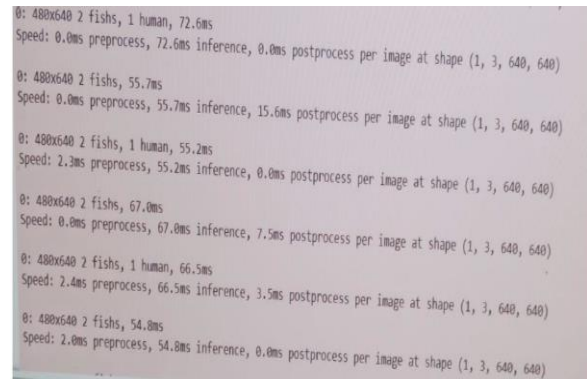 0: 480x640 2 fishs, 1 human, 72.6ms
Speed: 0.0ms preprocess, 72.6ms inference, 0.0ms postprocess per image at shape (1, 3, 640, 640)
0: 480x640 2 fishs, 55.7ms
Speed: 0.0ms preprocess, 55.7ms inference, 15.6ms postprocess per image at shape (1, 3, 640, 640)
0: 480x640 2 fishs, 1 human, 55.2ms
Speed: 2.3ms preprocess, 55.2ms inference, 0.0ms postprocess per image at shape (1, 3, 640, 640)
0: 480x640 2 fishs, 67.0ms
Speed: 0.0ms preprocess, 67.0ms inference, 7.5ms postprocess per image at shape (1, 3, 640, 640)
0: 480x640 2 fishs, 1 human, 66.5ms
Speed: 2.4ms preprocess, 66.5ms inference, 3.5ms postprocess per image at shape (1, 3, 640, 640)
0: 480x640 2 fishs, 54.8ms
Speed: 2.0ms preprocess, 54.8ms inference, 0.0ms postprocess per image at shape (1, 3, 640, 640)